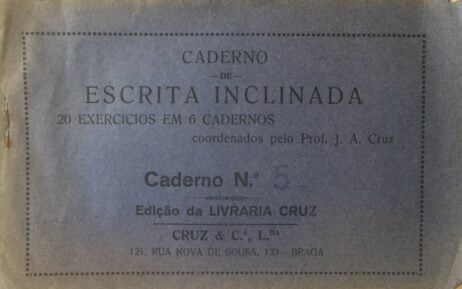 CADERNO
—DE—
ESCRITA INCLINADA
20 EXERCICIOS EM 6 CADERNOS
coordenados pelo Prof. J. A. Cruz
Caderno N.º 5
Edição da LIVRARIA CRUZ
CRUZ & C.ª, L.DA
121, RUA NOVA DE SOUSA, 133 — BRAGA